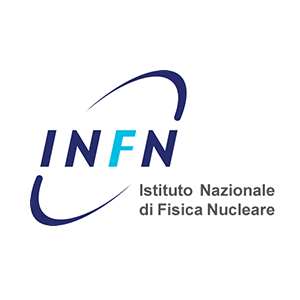 INFN
Istituto Nazionale
di Fisica Nucleare